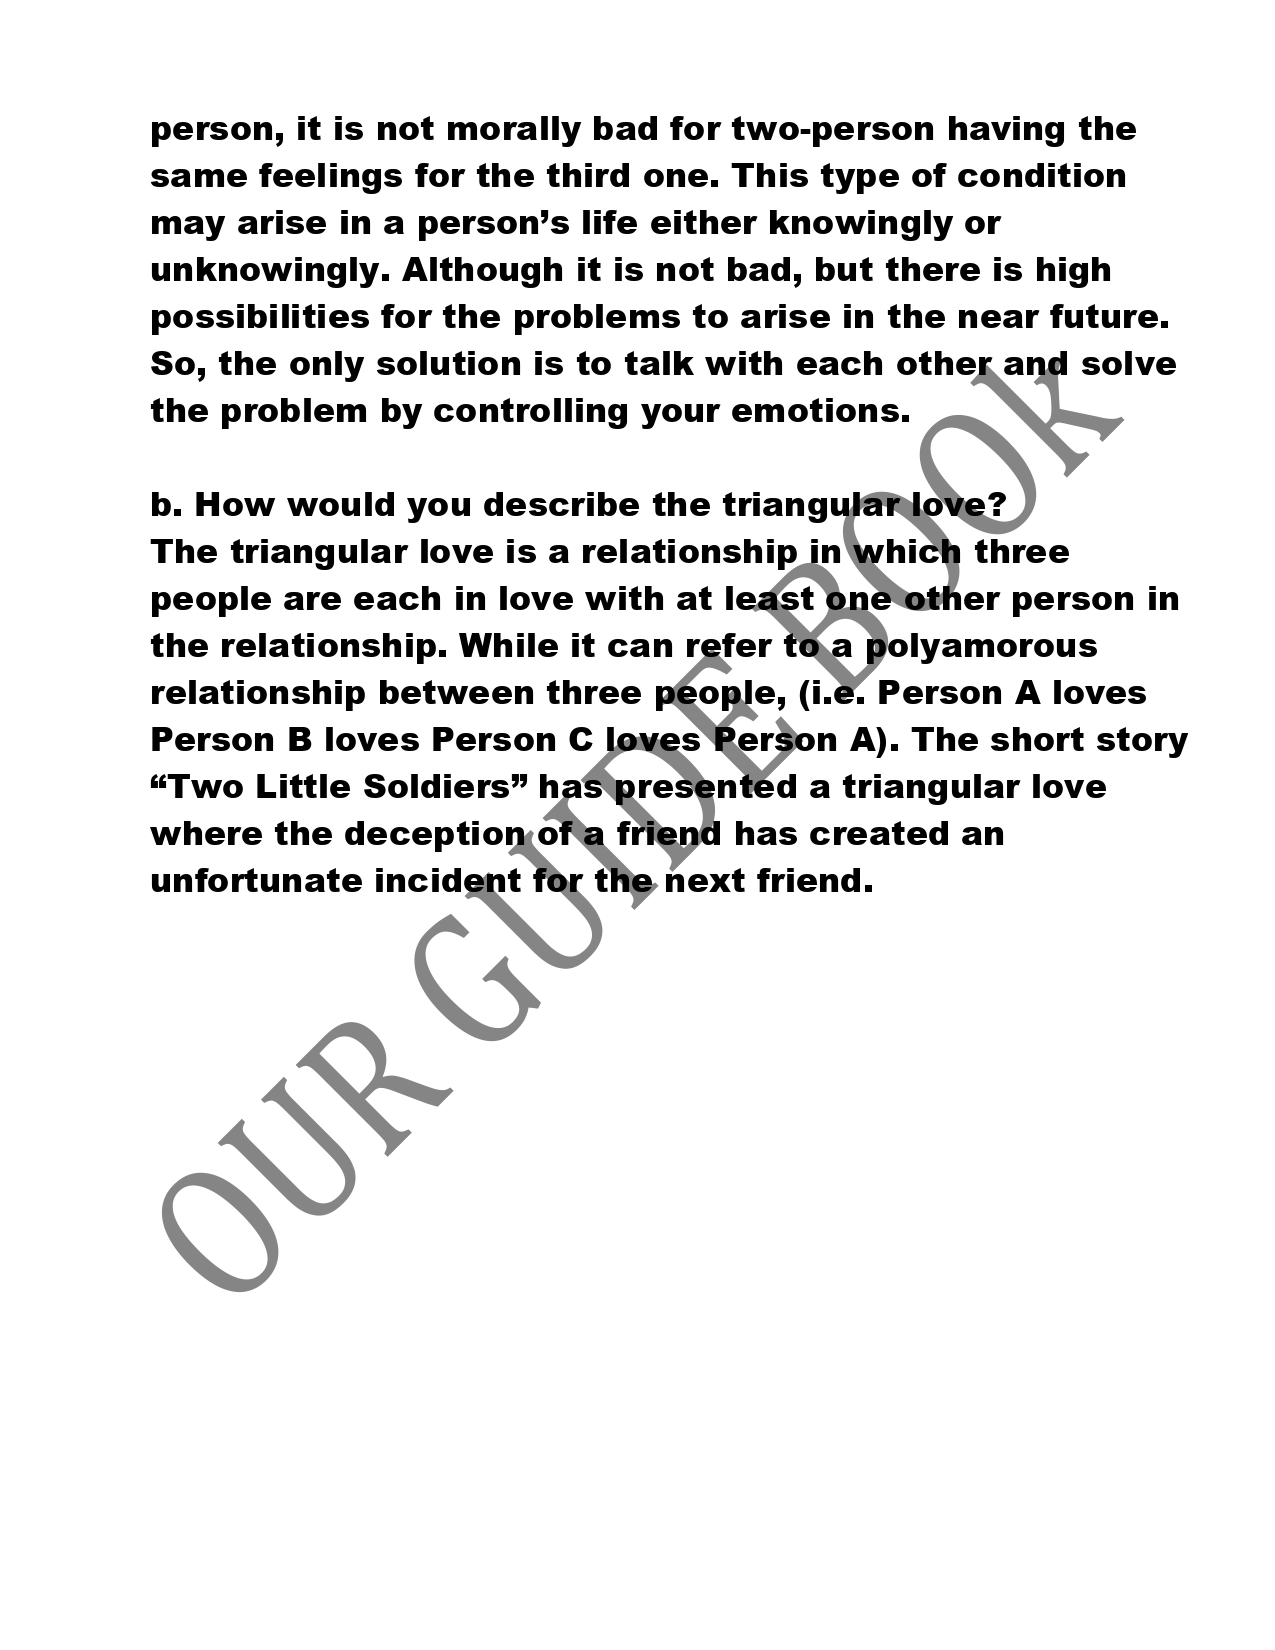 person, it is not morally bad for two-person having the
same feelings for the third one. This type of condition
may arise in a person’s life either knowingly or
unknowingly. Although it is not bad, but there is high
possibilities for the problems to arise in the near future.
So, the only solution is to talk with each other and solve
the problem by controlling your emotions.
b. How would you describe the triangular love?
The triangular love is a relationship in which three
people are each in love with at least one other person in
the relationship. While it can refer to a polyamorous
relationship between three people, (i.e. Person A loves
Person B loves Person C loves Person A). The short story
“Two Little Soldiers” has presented a triangular love
where the deception of a friend has created an
unfortunate incident for the next friend.
OUR GUIDE BOOk